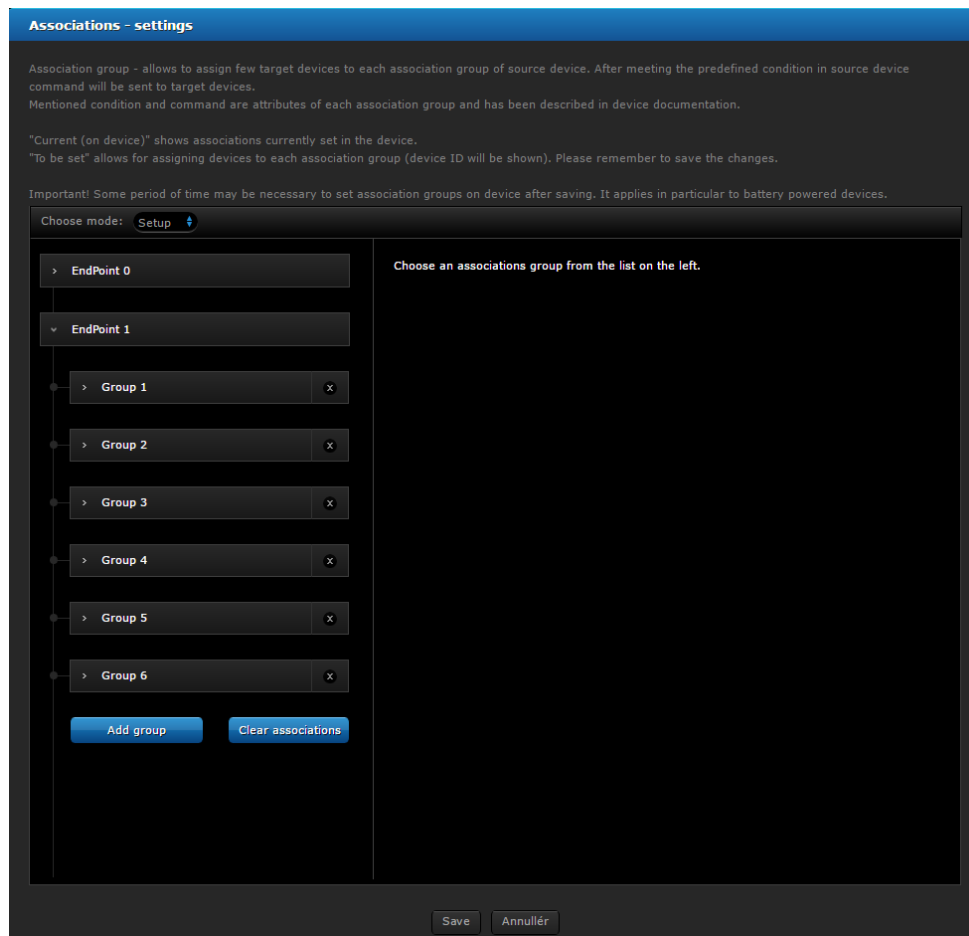 Associations - settings
Association group - allows to assign few target devices to each association group of source device. After meeting the predefined condition in source device
command will be sent to target devices.
Mentioned condition and command are attributes of each association group and has been described in device documentation.
"Current (on device)" shows associations currently set in the device.
"To be set" allows for assigning devices to each association group (device ID will be shown). Please remember to save the changes.
Important! Some period of time may be necessary to set association groups on device after saving. It applies in particular to battery powered devices.
Choose mode: Setup
EndPoint 0
Choose an associations group from the list on the left.
EndPoint 1
Group 1 x
Group 2 x
Group 3 x
Group 4 x
Group 5 x
Group 6 x
Add group Clear associations
Save Annullér